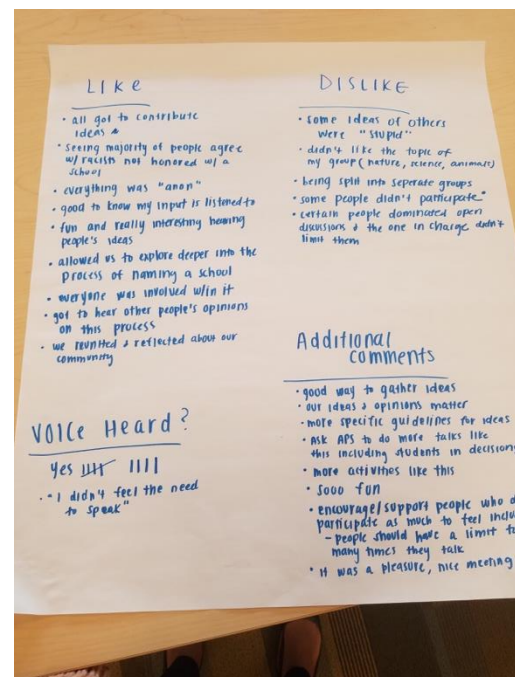 LIKE
• all got to contribute
ideas
• seeing majority of people agree
w/ racists not honored w/ a
school
• everything was "anon"
• good to know my input is listened to
• fun and really interesting hearing
people's ideas
• allowed us to explore deeper into the
process of naming a school
• everyone was involved w/in it
• got to hear other people's opinions
on this process
• we reunited & reflected about our
community
VOICE Heard?
Yes 卌 ||||
• "I didn't feel the need
to speak"
DISLIKE
• some ideas of others
were "stupid"
• didn't like the topic of
my group (nature, science, animals)
• being split into seperate groups
• some people didn't participate*
• certain people dominated open
discussions & the one in charge didn't
limit them
Additional
comments
• good way to gather ideas
• our ideas & opinions matter
• more specific guidelines for ideas
• ASK APS to do more talks like
this including students in decision
• more activities like this
• sooo fun
• encourage/support people who d
participate as much to feel inclu
- people should have a limit to
many times they talk
• it was a pleasure, nice meeting